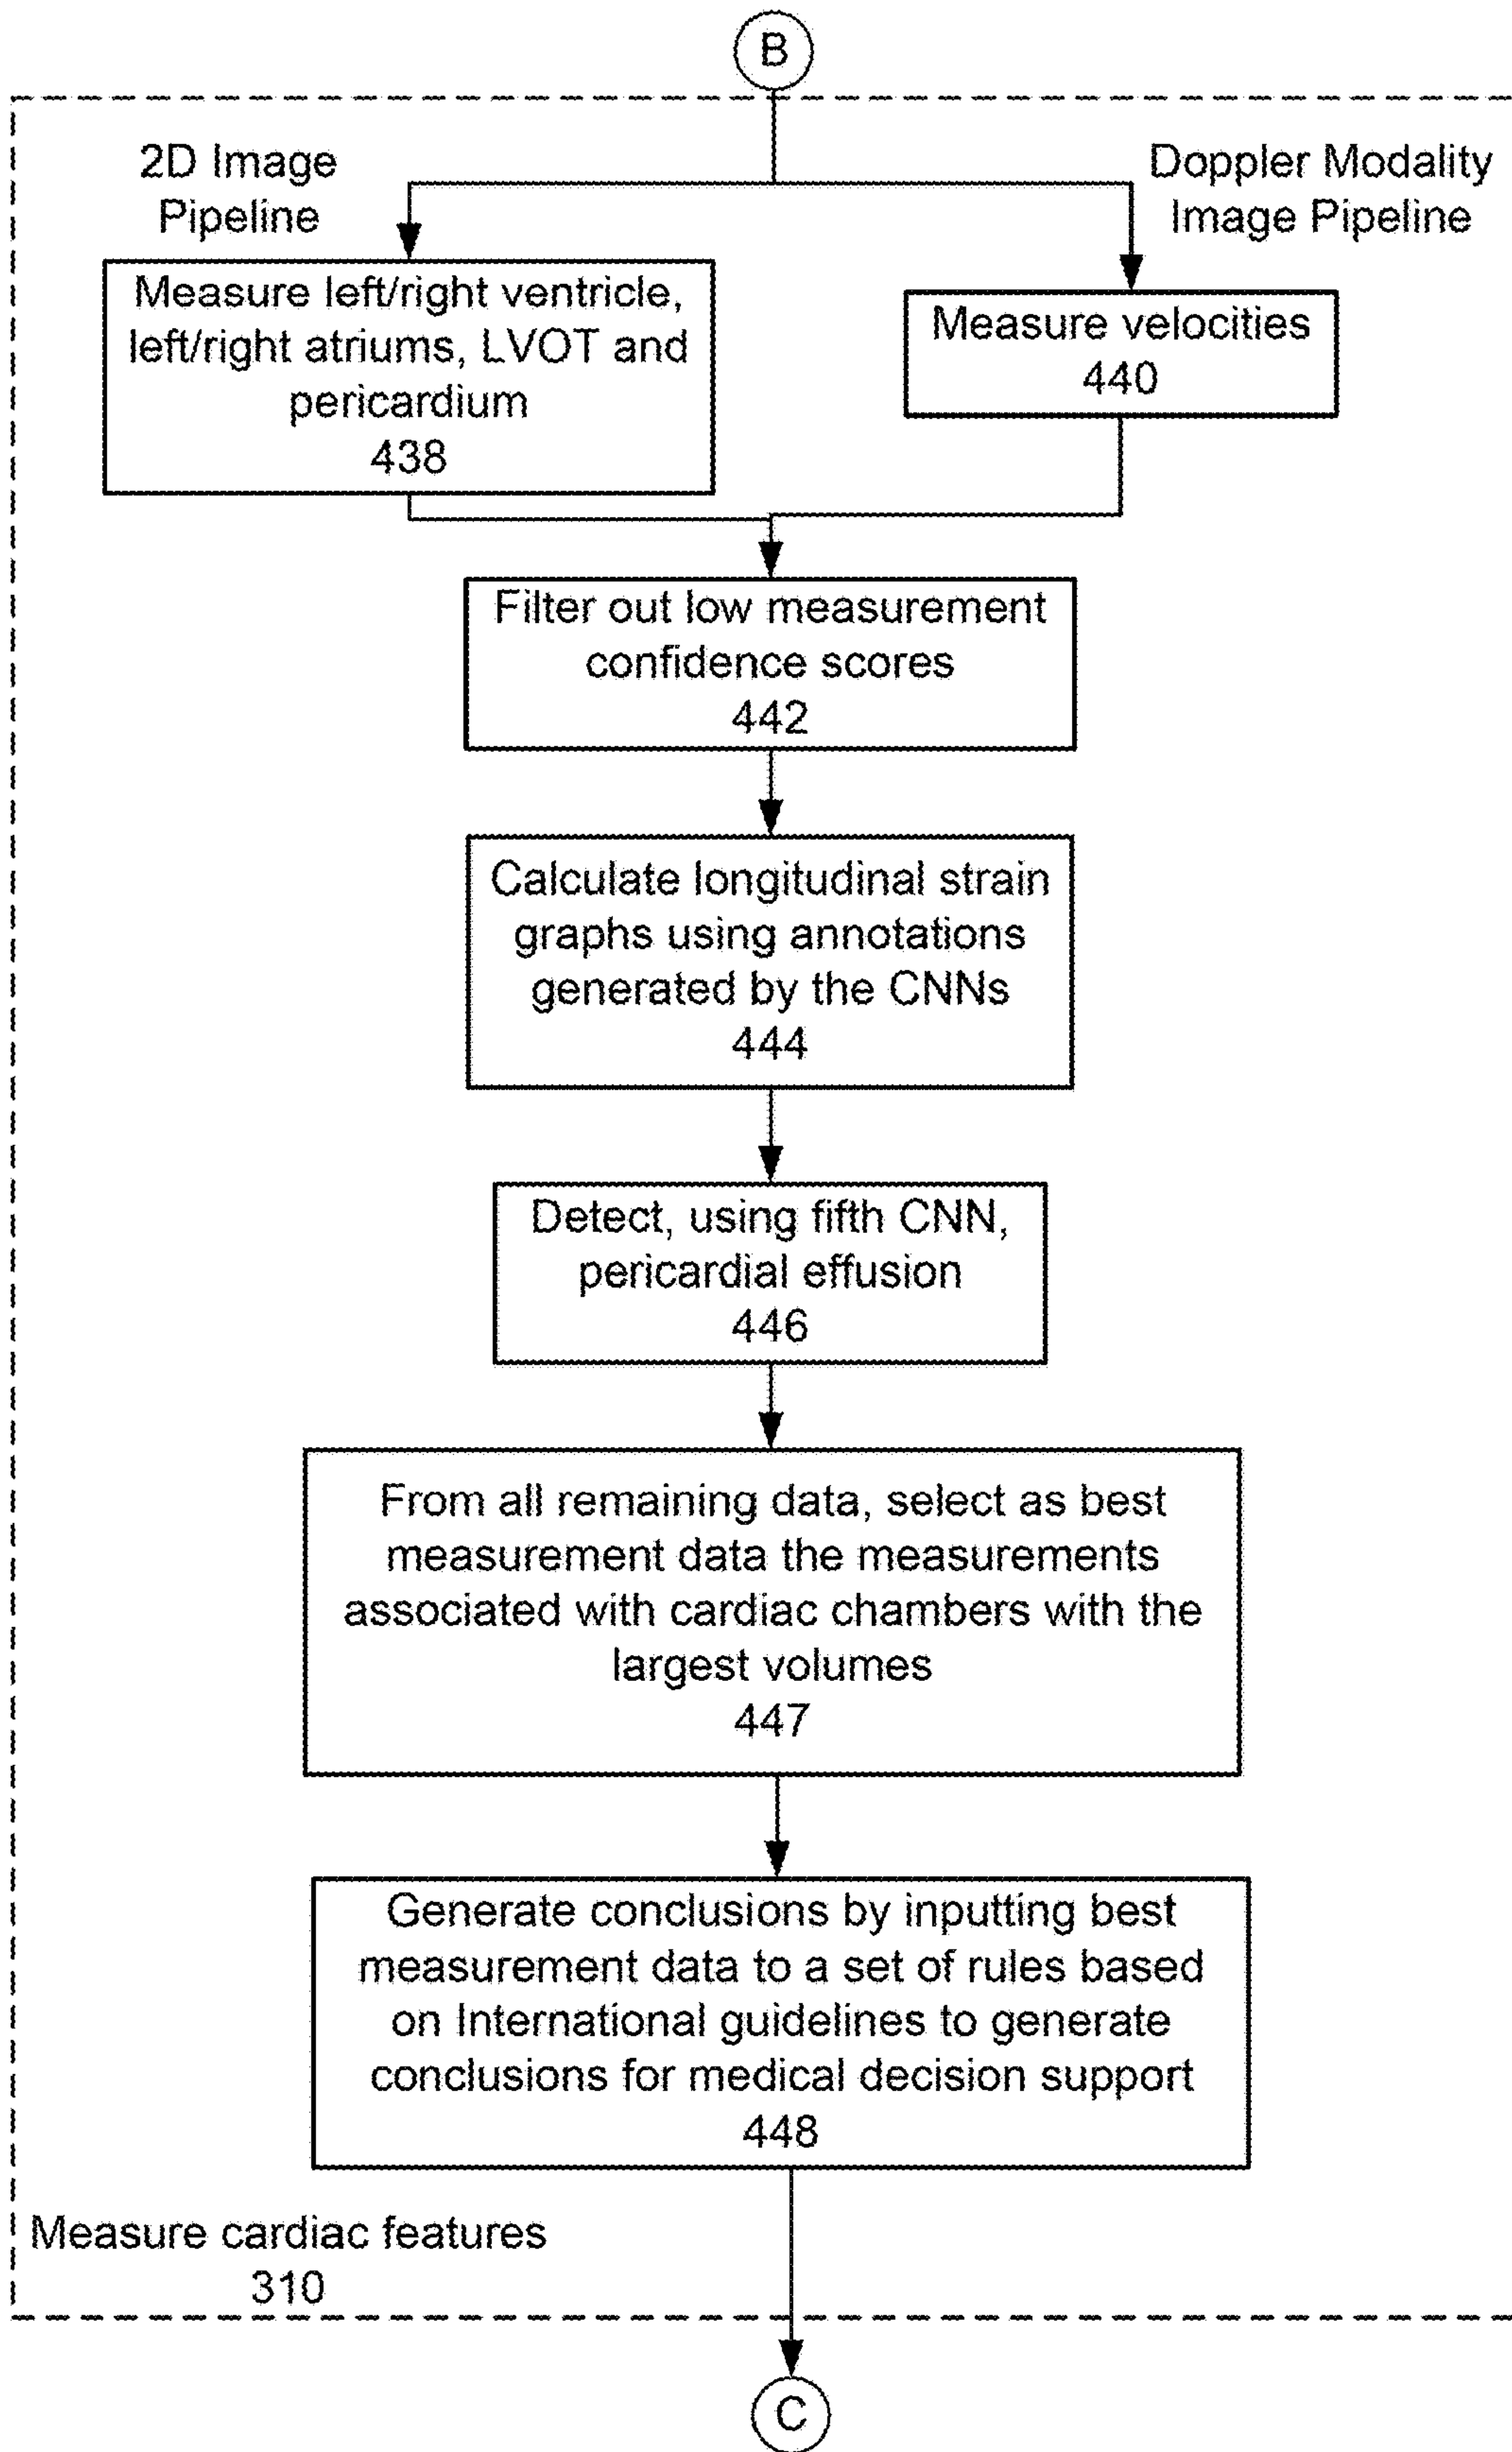 B
2D Image
Pipeline
Doppler Modality
Image Pipeline
Measure left/right ventricle,
left/right atriums, LVOT and
pericardium
438
Measure velocities
440
Filter out low measurement
confidence scores
442
Calculate longitudinal strain
graphs using annotations
generated by the CNNs
444
Detect, using fifth CNN,
pericardial effusion
446
From all remaining data, select as best
measurement data the measurements
associated with cardiac chambers with the
largest volumes
447
Generate conclusions by inputting best
measurement data to a set of rules based
on International guidelines to generate
conclusions for medical decision support
448
Measure cardiac features
310
C